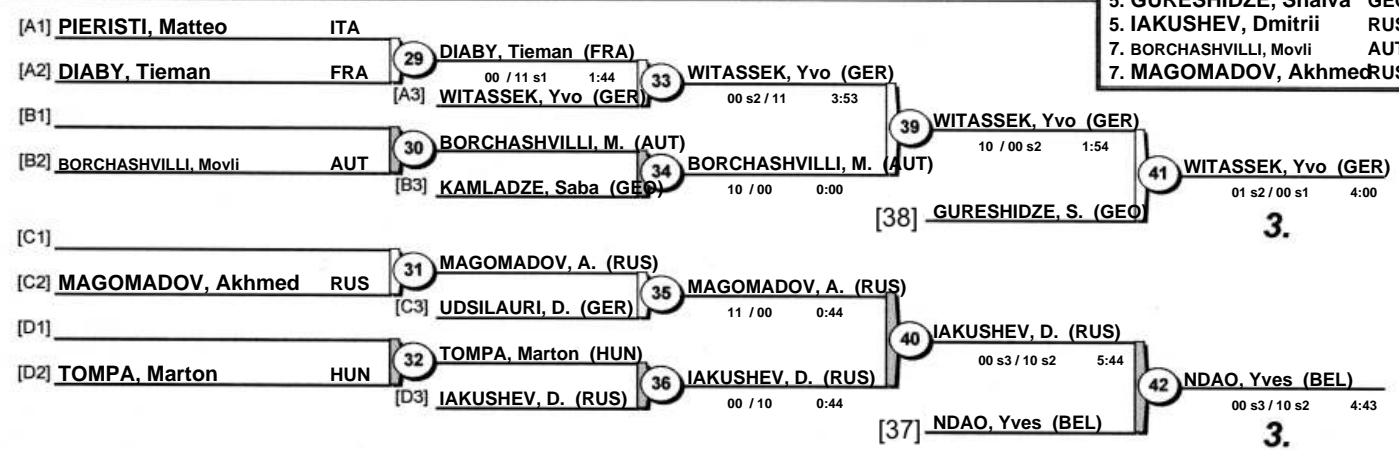 5. GURESHIDZE, Shalva GEO
5. IAKUSHEV, Dmitrii RUS
7. BORCHASHVILLI, Movli AUT
7. MAGOMADOV, Akhmed RUS
[A1] PIERISTI, Matteo ITA
29 DIABY, Tieman (FRA)
[A2] DIABY, Tieman FRA
00 / 11 s1 1:44
33 WITASSEK, Yvo (GER)
[A3] WITASSEK, Yvo (GER)
00 s2 / 11 3:53
[B1]
39 WITASSEK, Yvo (GER)
30 BORCHASHVILLI, M. (AUT)
10 / 00 s2 1:54
[B2] BORCHASHVILLI, Movli AUT
34 BORCHASHVILLI, M. (AUT)
41 WITASSEK, Yvo (GER)
[B3] KAMLADZE, Saba (GEO)
10 / 00 0:00
01 s2 / 00 s1 4:00
[38] GURESHIDZE, S. (GEO)
3.
[C1]
31 MAGOMADOV, A. (RUS)
[C2] MAGOMADOV, Akhmed RUS
35 MAGOMADOV, A. (RUS)
[C3] UDSILAURI, D. (GER)
11 / 00 0:44
[D1]
40 IAKUSHEV, D. (RUS)
32 TOMPA, Marton (HUN)
00 s3 / 10 s2 5:44
[D2] TOMPA, Marton HUN
36 IAKUSHEV, D. (RUS)
42 NDAO, Yves (BEL)
[D3] IAKUSHEV, D. (RUS)
00 / 10 0:44
00 s3 / 10 s2 4:43
[37] NDAO, Yves (BEL)
3.